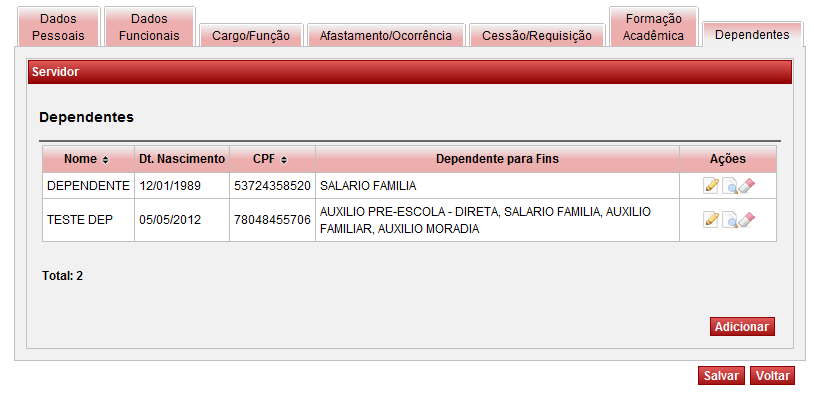 Dados Pessoais
Dados Funcionais
Cargo/Função
Afastamento/Ocorrência
Cessão/Requisição
Formação Acadêmica
Dependentes
Servidor
Dependentes
Nome Dt. Nascimento CPF Dependente para Fins Ações
DEPENDENTE 12/01/1989 53724358520 SALARIO FAMILIA
TESTE DEP 05/05/2012 78048455706 AUXILIO PRE-ESCOLA - DIRETA, SALARIO FAMILIA, AUXILIO
FAMILIAR, AUXILIO MORADIA
Total: 2
Adicionar
Salvar Voltar